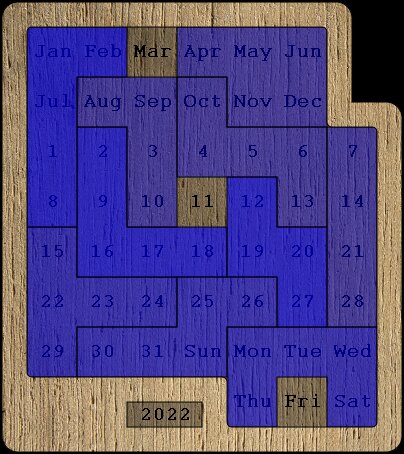 Jan Feb Mar Apr May Jun
Jul Aug Sep Oct Nov Dec
1 2 3 4 5 6 7
8 9 10 11 12 13 14
15 16 17 18 19 20 21
22 23 24 25 26 27 28
29 30 31 Sun Mon Tue Wed
Thu Fri Sat
2022